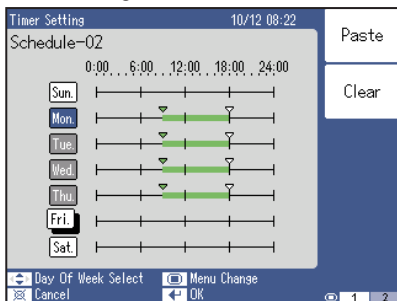 Timer Setting 10/12 08:22
Schedule-02
Paste
Clear
0:00 . . 6:00 . . 12:00 . . 18:00 . . 24:00
Sun.
Mon.
Tue.
Wed.
Thu.
Fri.
Sat.
Day Of Week Select Menu Change
Cancel OK
1 2